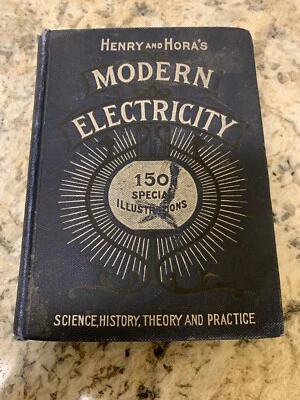 HENRY AND HORA'S
MODERN
ELECTRICITY
150
SPECIAL
ILLUSTRATIONS
SCIENCE, HISTORY, THEORY AND PRACTICE